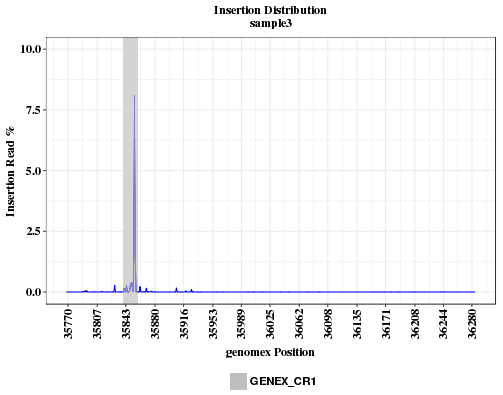 Insertion Distribution
sample3
Insertion Read %
10.0
7.5
5.0
2.5
0.0
35770 35807 35843 35880 35916 35953 35989 36025 36062 36098 36135 36171 36208 36244 36280
genomex Position
GENEX_CR1